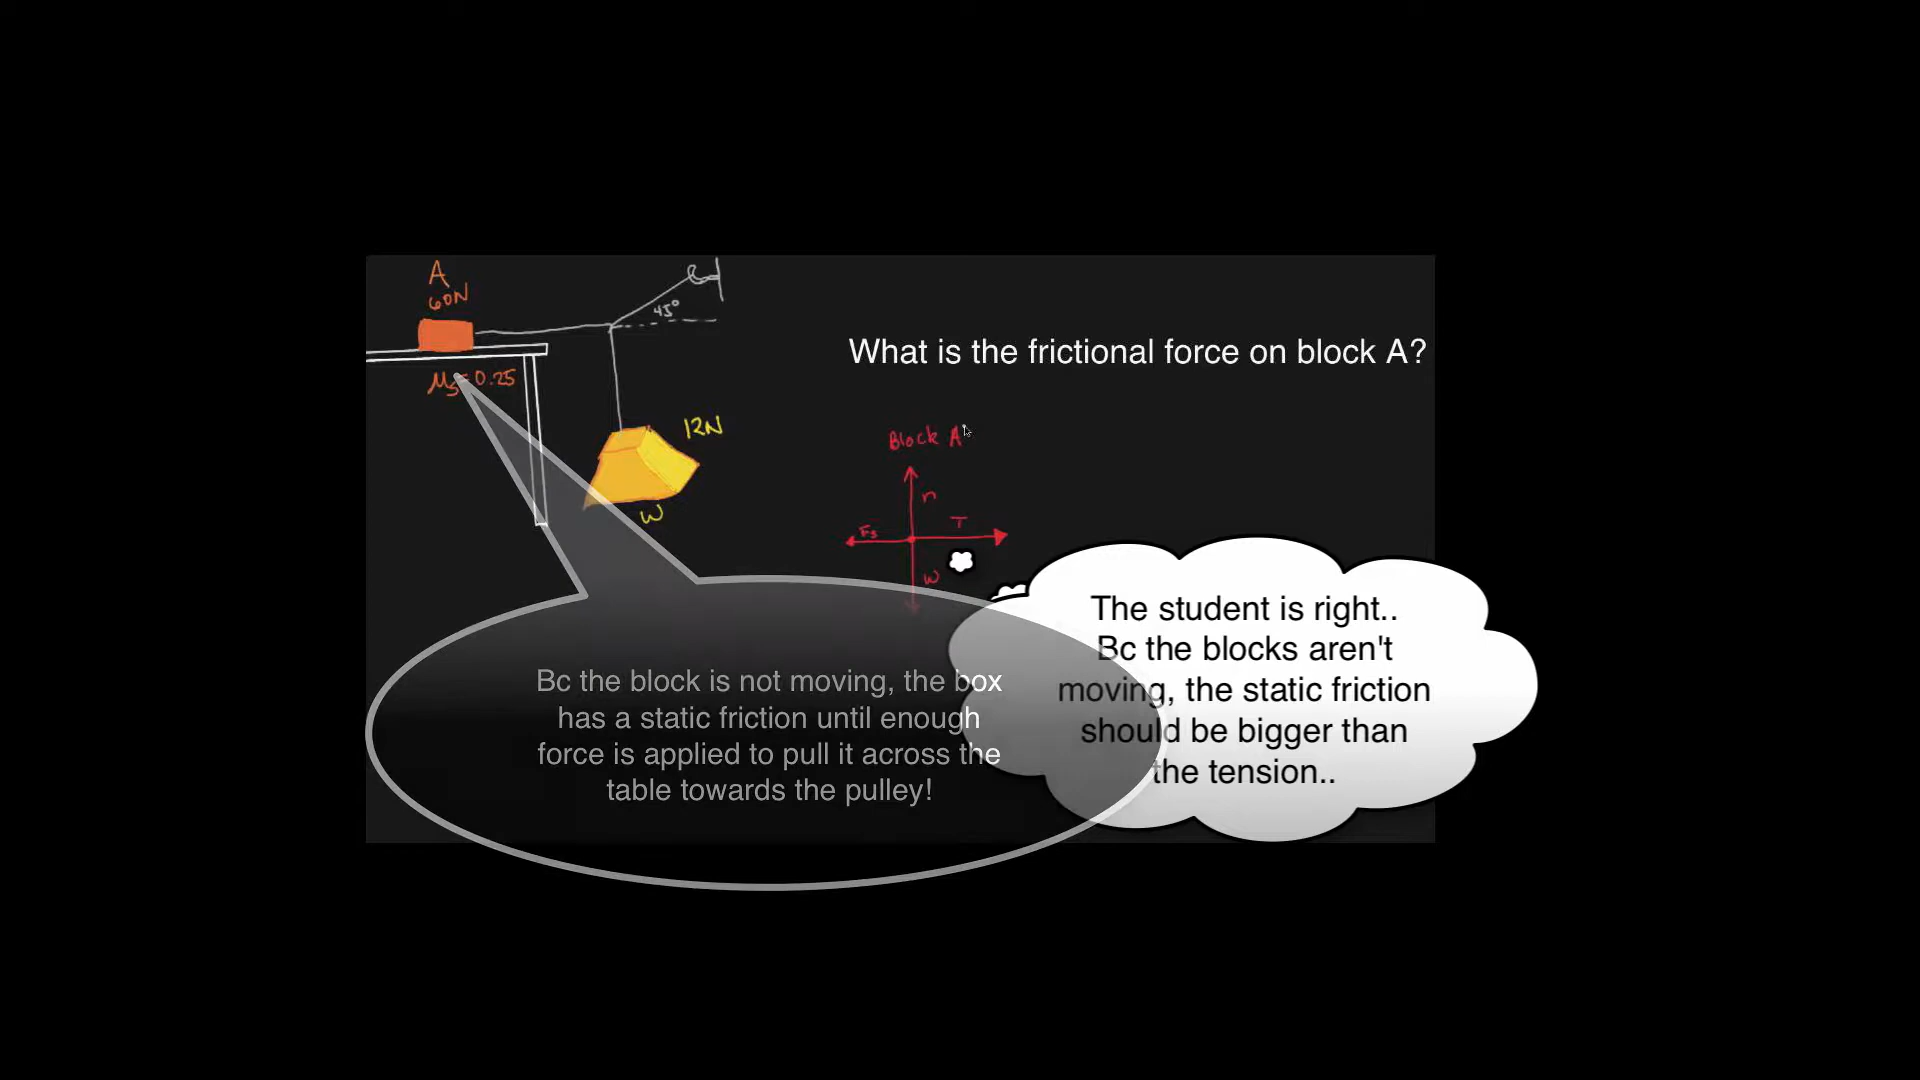 A
60N
45°
What is the frictional force on block A?
μs=0.25
12N
W
Block A
n
Fs
T
W
The student is right..
Bc the blocks aren't
moving, the static friction
should be bigger than
the tension..
Bc the block is not moving, the box
has a static friction until enough
force is applied to pull it across the
table towards the pulley!